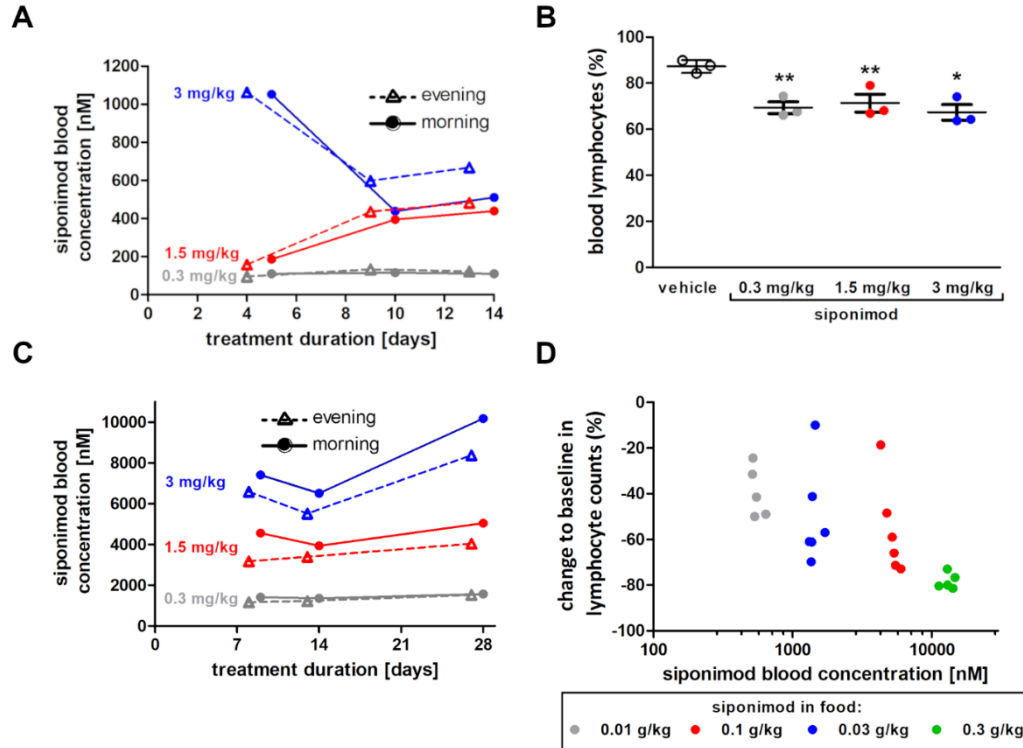 A
siponimod blood
concentration [nM]
1200
1000
800
600
400
200
0
3 mg/kg
1.5 mg/kg
0.3 mg/kg
evening
morning
0 2 4 6 8 10 12 14
treatment duration [days]
B
blood lymphocytes (%)
100
80
60
40
20
0
** ** *
vehicle 0.3 mg/kg 1.5 mg/kg 3 mg/kg
siponimod
C
siponimod blood
concentration [nM]
10000
8000
6000
4000
2000
0
evening
morning
3 mg/kg
1.5 mg/kg
0.3 mg/kg
0 7 14 21 28
treatment duration [days]
D
change to baseline in
lymphocyte counts (%)
0
-20
-40
-60
-80
-100
100 1000 10000
siponimod blood concentration [nM]
siponimod in food:
0.01 g/kg 0.1 g/kg 0.03 g/kg 0.3 g/kg